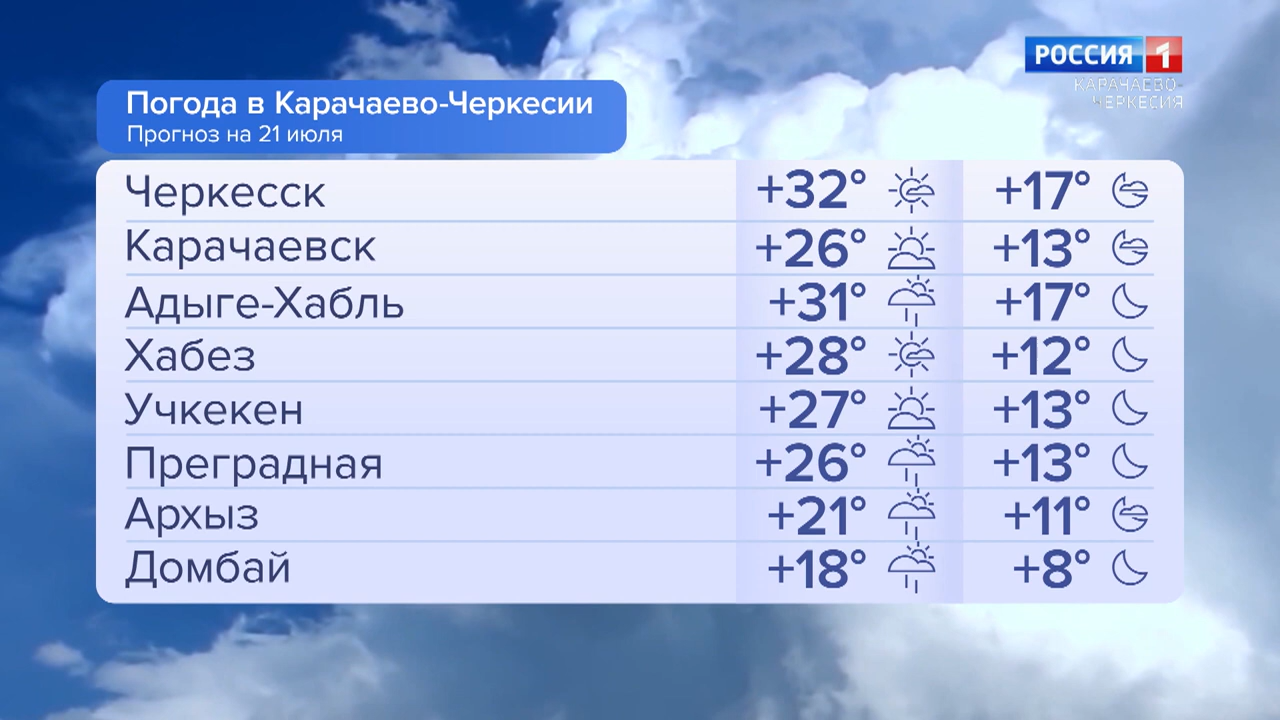 РОССИЯ 1
КАРАЧАЕВО-
ЧЕРКЕСИЯ
Погода в Карачаево-Черкесии
Прогноз на 21 июля
Черкесск +32° +17°
Карачаевск +26° +13°
Адыге-Хабль +31° +17°
Хабез +28° +12°
Учкекен +27° +13°
Преградная +26° +13°
Архыз +21° +11°
Домбай +18° +8°